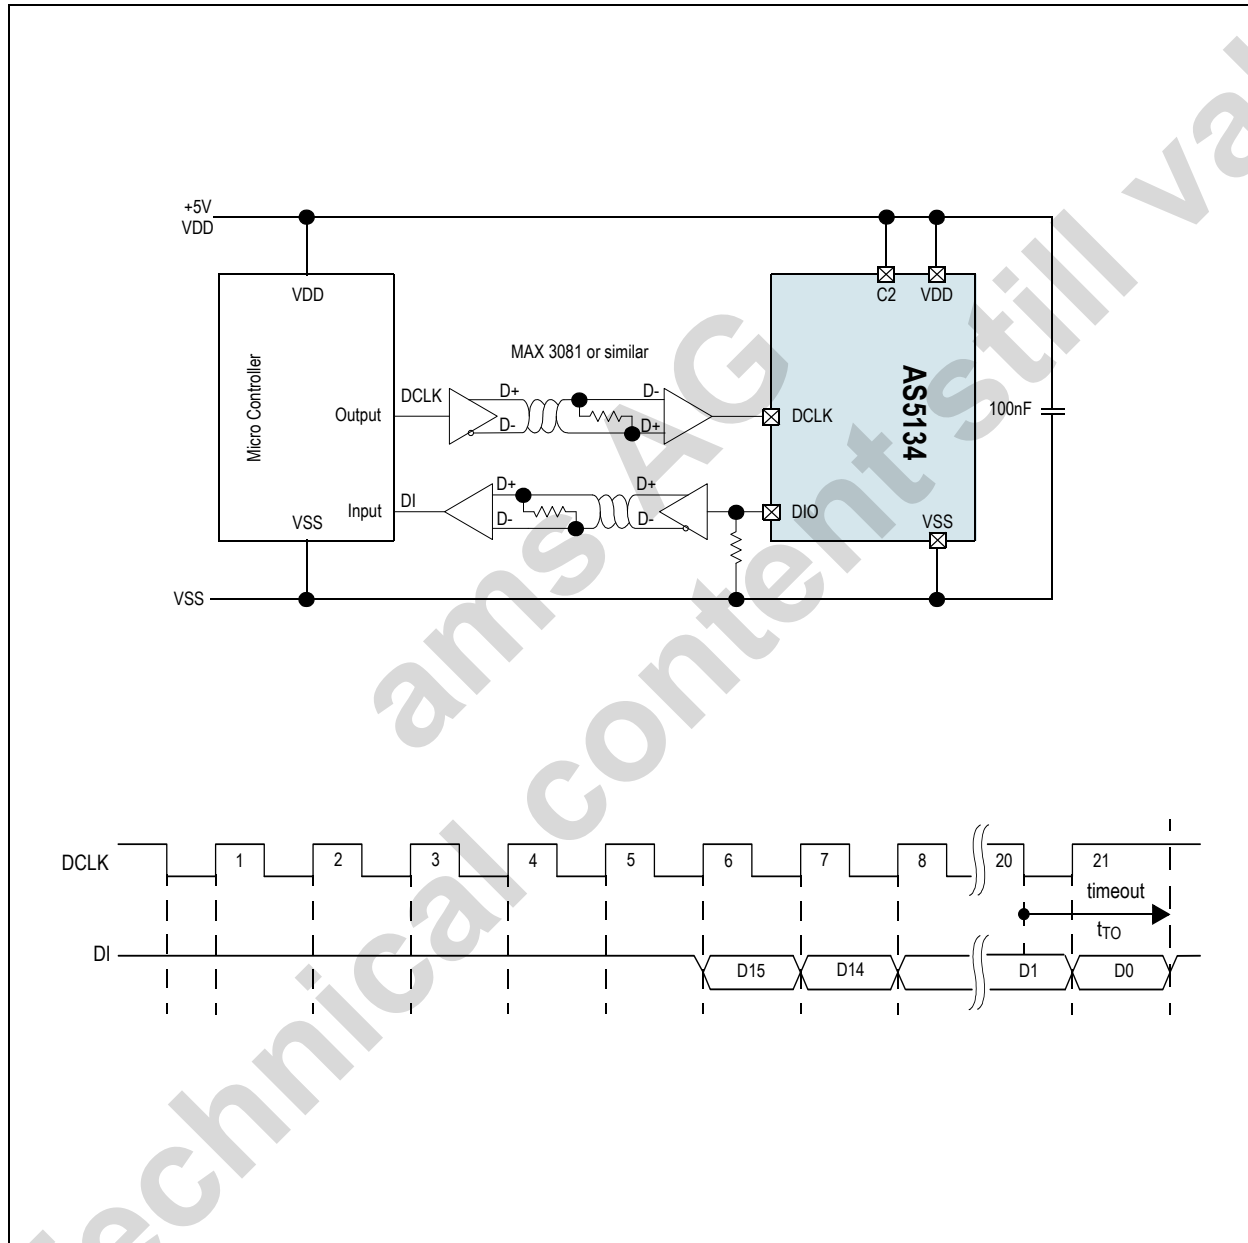 +5V
VDD
VDD
C2 VDD
Micro Controller
MAX 3081 or similar
AS5134
DCLK D+ D-
Output D- D+ DCLK
100nF
D+ D+
Input DI D- D- DIO
VSS VSS
VSS
DCLK 1 2 3 4 5 6 7 8 20 21
timeout
tTO
DI D15 D14 D1 D0
ams AG
technical content still val